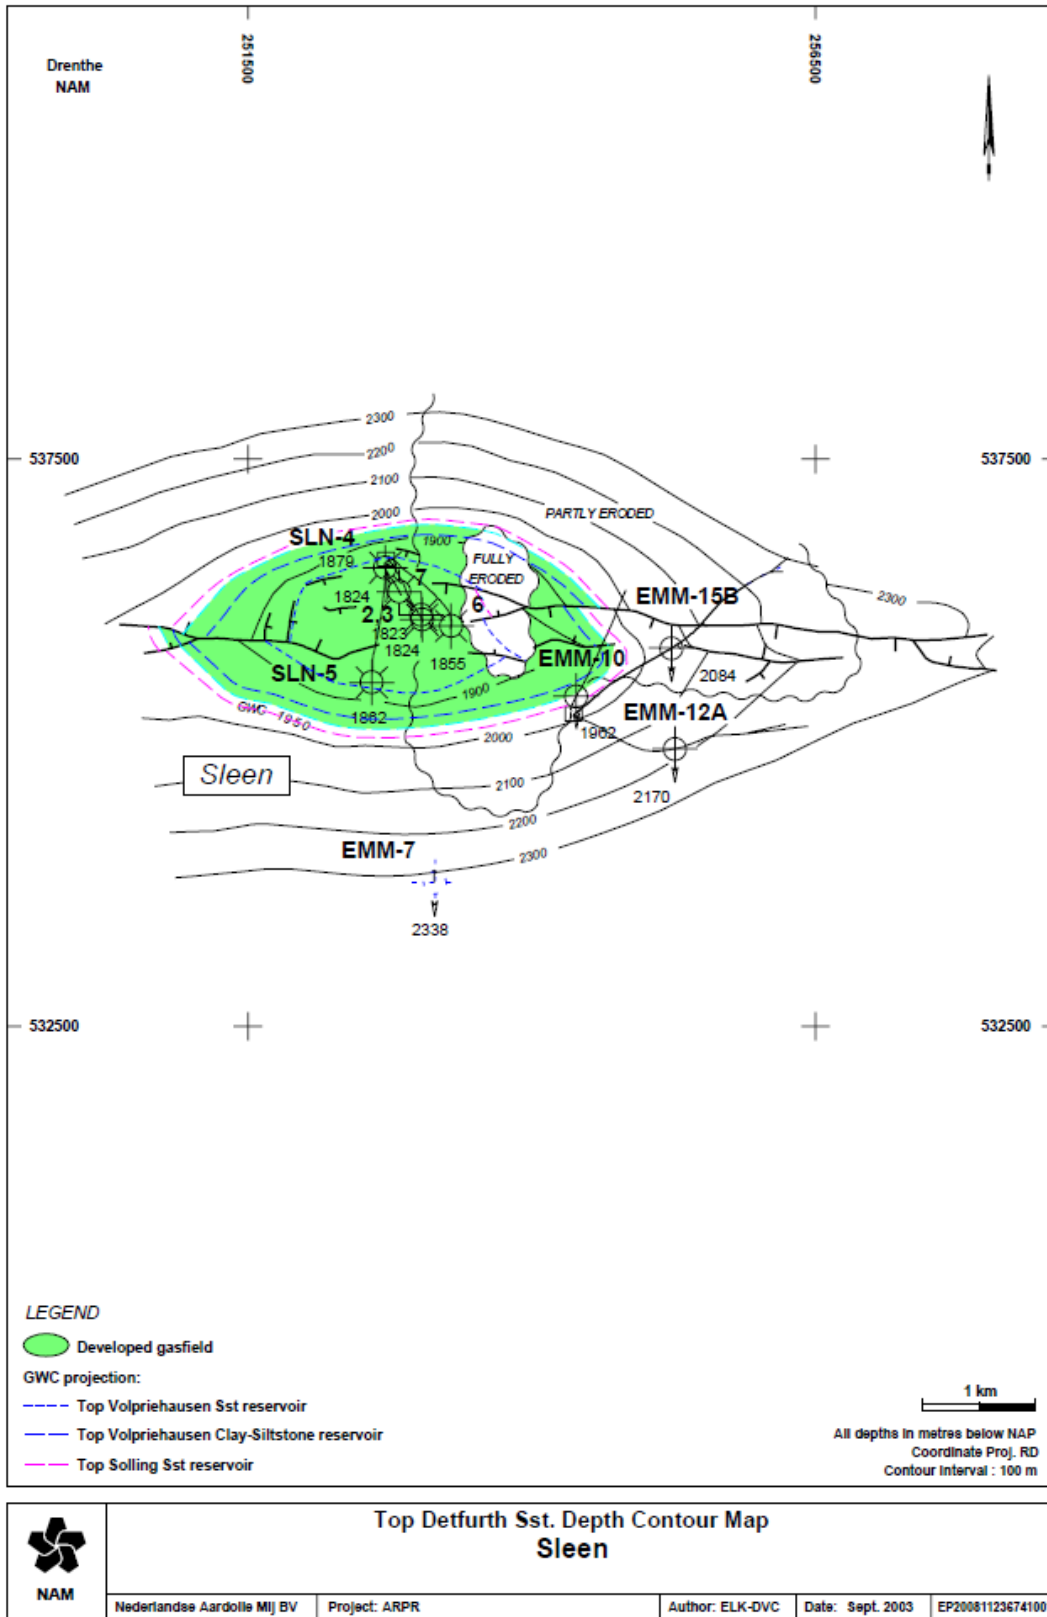 251500
256500
Drenthe
NAM
537500
537500
2300
2200
2100
2000
PARTLY ERODED
SLN-4
1900
1879
FULLY
ERODED
7
1824
2,3
6
1823
1824
1855
EMM-15B
2300
EMM-10
2084
SLN-5
1900
1862
GWC 1950
EMM-12A
1962
2000
Sleen
2100
2170
2200
EMM-7
2300
2338
532500
532500
LEGEND
Developed gasfield
GWC projection:
Top Volpriehausen Sst reservoir
Top Volpriehausen Clay-Siltstone reservoir
Top Solling Sst reservoir
1 km
All depths in metres below NAP
Coordinate Proj. RD
Contour Interval : 100 m
NAM
Top Detfurth Sst. Depth Contour Map
Sleen
Nederlandse Aardolie Mij BV
Project: ARPR
Author: ELK-DVC
Date: Sept. 2003
EP20081123674100